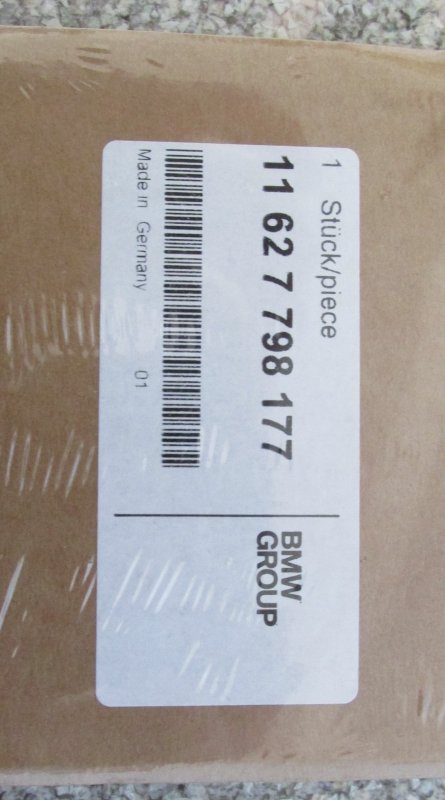 1 Stück/piece
11 62 7 798 177
Made in Germany 01
BMW
GROUP